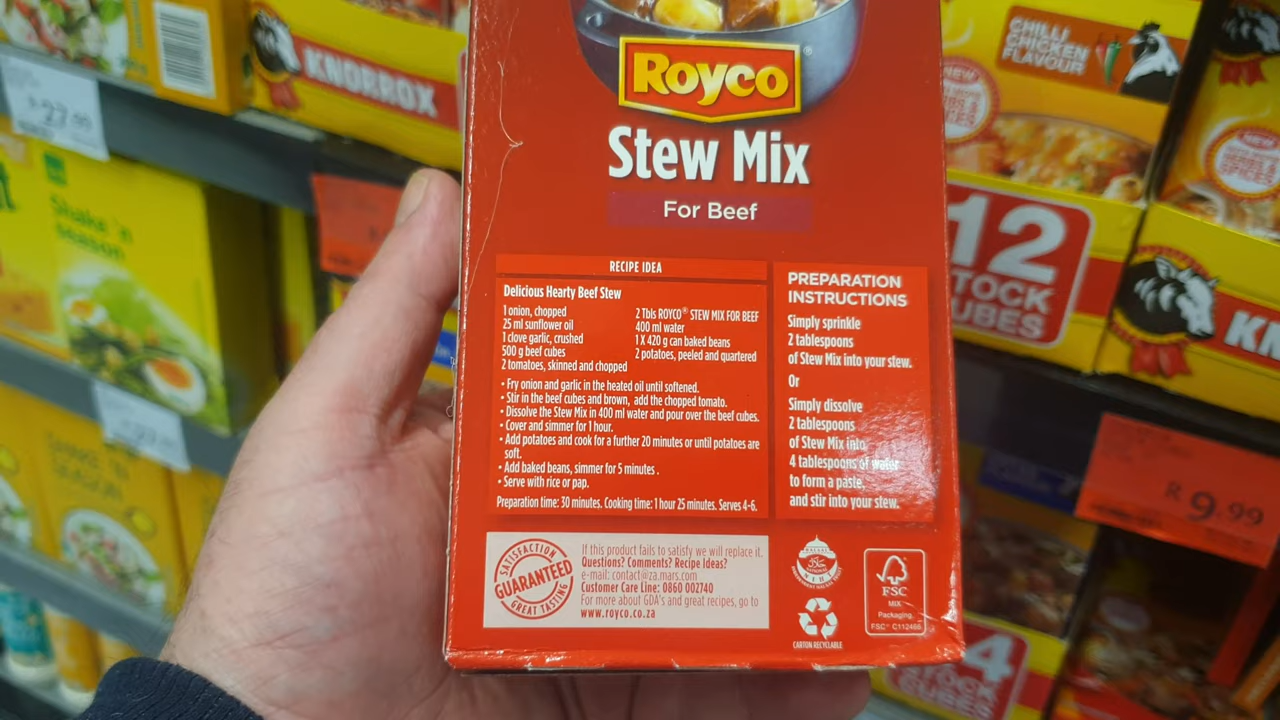 Royco®
Stew Mix
For Beef
RECIPE IDEA
Delicious Hearty Beef Stew
1 onion, chopped
25 ml sunflower oil
1 clove garlic, crushed
500 g beef cubes
2 tomatoes, skinned and chopped
2 Tbls ROYCO® STEW MIX FOR BEEF
400 ml water
1 X 420 g can baked beans
2 potatoes, peeled and quartered
• Fry onion and garlic in the heated oil until softened.
• Stir in the beef cubes and brown, add the chopped tomato.
• Dissolve the Stew Mix in 400 ml water and pour over the beef cubes.
• Cover and simmer for 1 hour.
• Add potatoes and cook for a further 20 minutes or until potatoes are
soft.
• Add baked beans, simmer for 5 minutes .
• Serve with rice or pap.
Preparation time: 30 minutes. Cooking time: 1 hour 25 minutes. Serves 4-6.
PREPARATION
INSTRUCTIONS
Simply sprinkle
2 tablespoons
of Stew Mix into your stew.
Or
Simply dissolve
2 tablespoons
of Stew Mix into
4 tablespoons of water
to form a paste,
and stir into your stew.
SATISFACTION
GUARANTEED
GREAT TASTING
If this product fails to satisfy we will replace it.
Questions? Comments? Recipe Ideas?
e-mail: contact@za.mars.com
Customer Care Line: 0860 002740
For more about GDA's and great recipes, go to
www.royco.co.za
CARTON RECYCLABLE
FSC
MIX
Packaging
FSC® C112466
KNORROX
Shake 'n
season
CHILLI
CHICKEN
FLAVOUR
NEW
12
STOCK
CUBES
KN
R 9.99
4
STOCK
CUBES